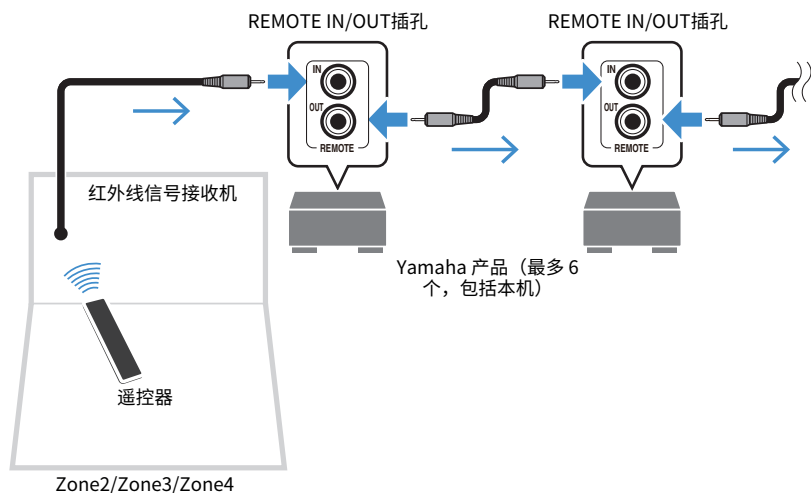 REMOTE IN/OUT插孔
REMOTE IN/OUT插孔
IN
OUT
REMOTE
IN
OUT
REMOTE
红外线信号接收机
Yamaha 产品（最多 6
个，包括本机）
遥控器
Zone2/Zone3/Zone4